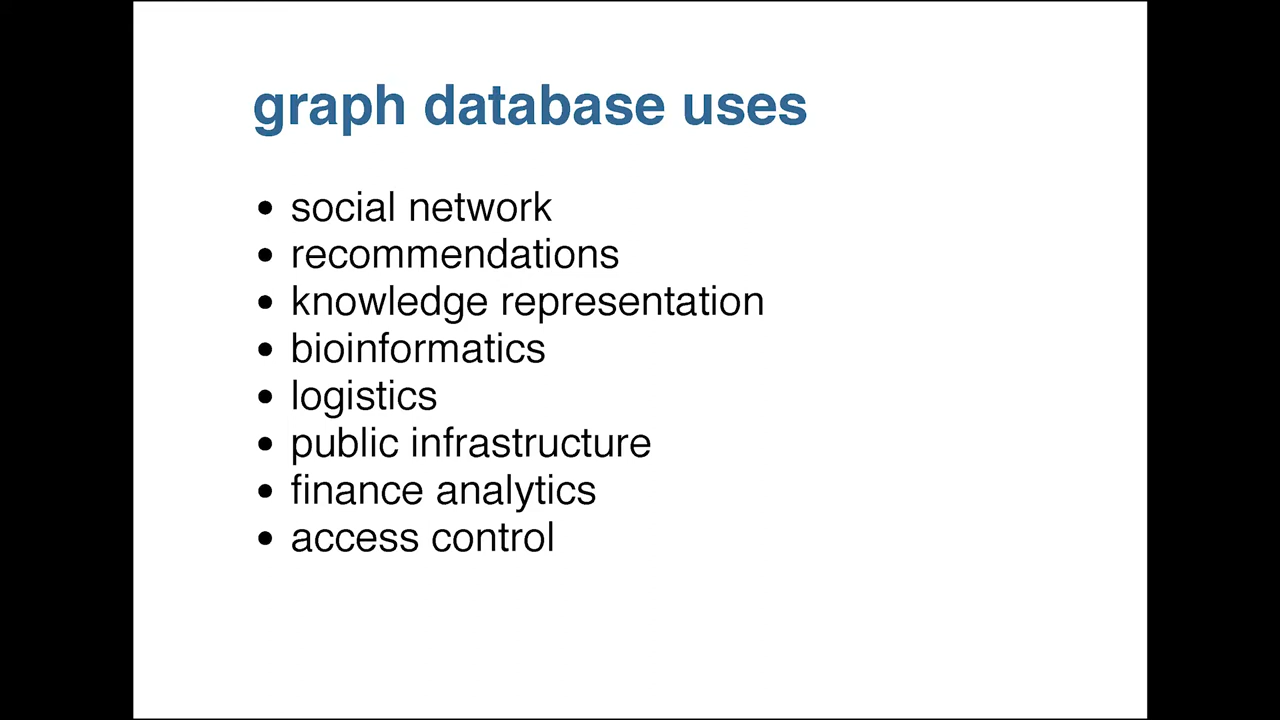 graph database uses
• social network
• recommendations
• knowledge representation
• bioinformatics
• logistics
• public infrastructure
• finance analytics
• access control